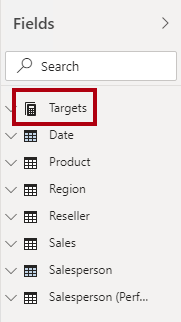 Fields
Search
Targets
Date
Product
Region
Reseller
Sales
Salesperson
Salesperson (Perf...